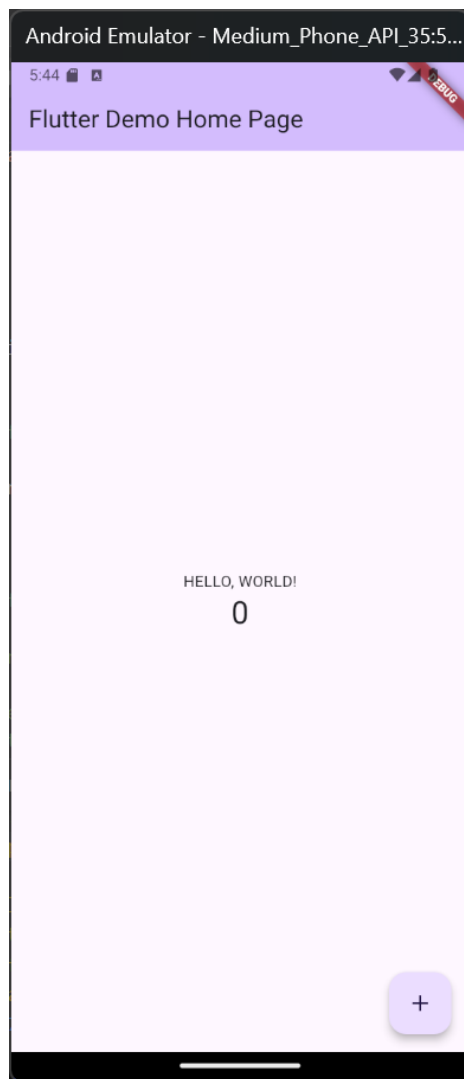 Android Emulator - Medium_Phone_API_35:5...
5:44
DEBUG
Flutter Demo Home Page
HELLO, WORLD!
0
+